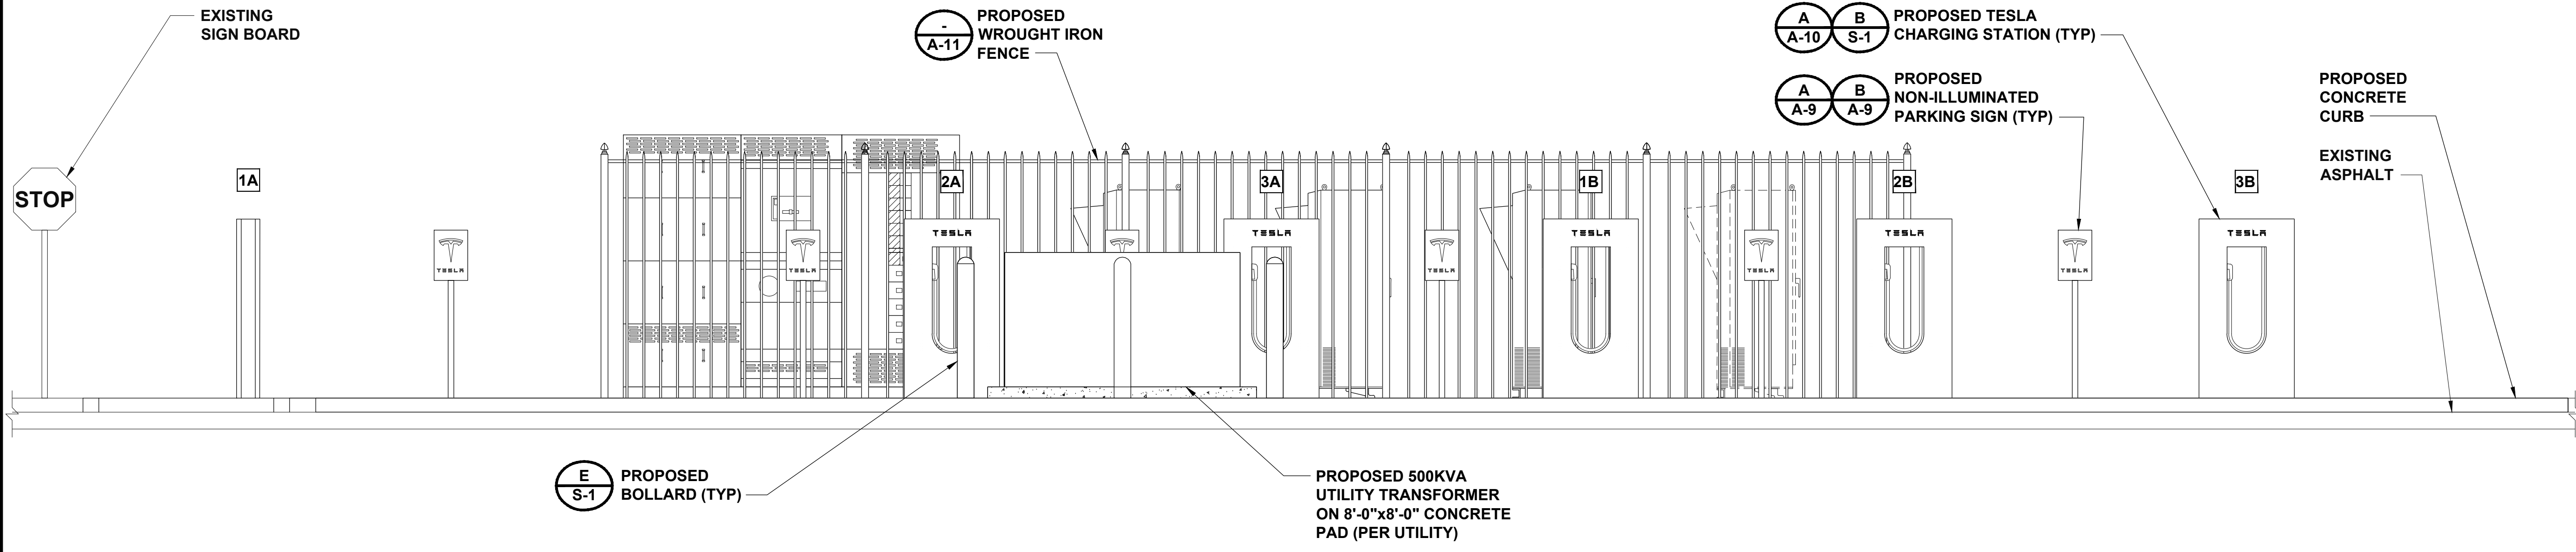 EXISTING
SIGN BOARD
-
A-11
PROPOSED
WROUGHT IRON
FENCE
A
A-10
B
S-1
PROPOSED TESLA
CHARGING STATION (TYP)
A
A-9
B
A-9
PROPOSED
NON-ILLUMINATED
PARKING SIGN (TYP)
PROPOSED
CONCRETE
CURB
EXISTING
ASPHALT
STOP
1A
2A
3A
1B
2B
3B
TESLA
TESLA
TESLA
TESLA
TESLA
TESLA
TESLA
TESLA
TESLA
TESLA
E
S-1
PROPOSED
BOLLARD (TYP)
PROPOSED 500KVA
UTILITY TRANSFORMER
ON 8'-0"x8'-0" CONCRETE
PAD (PER UTILITY)